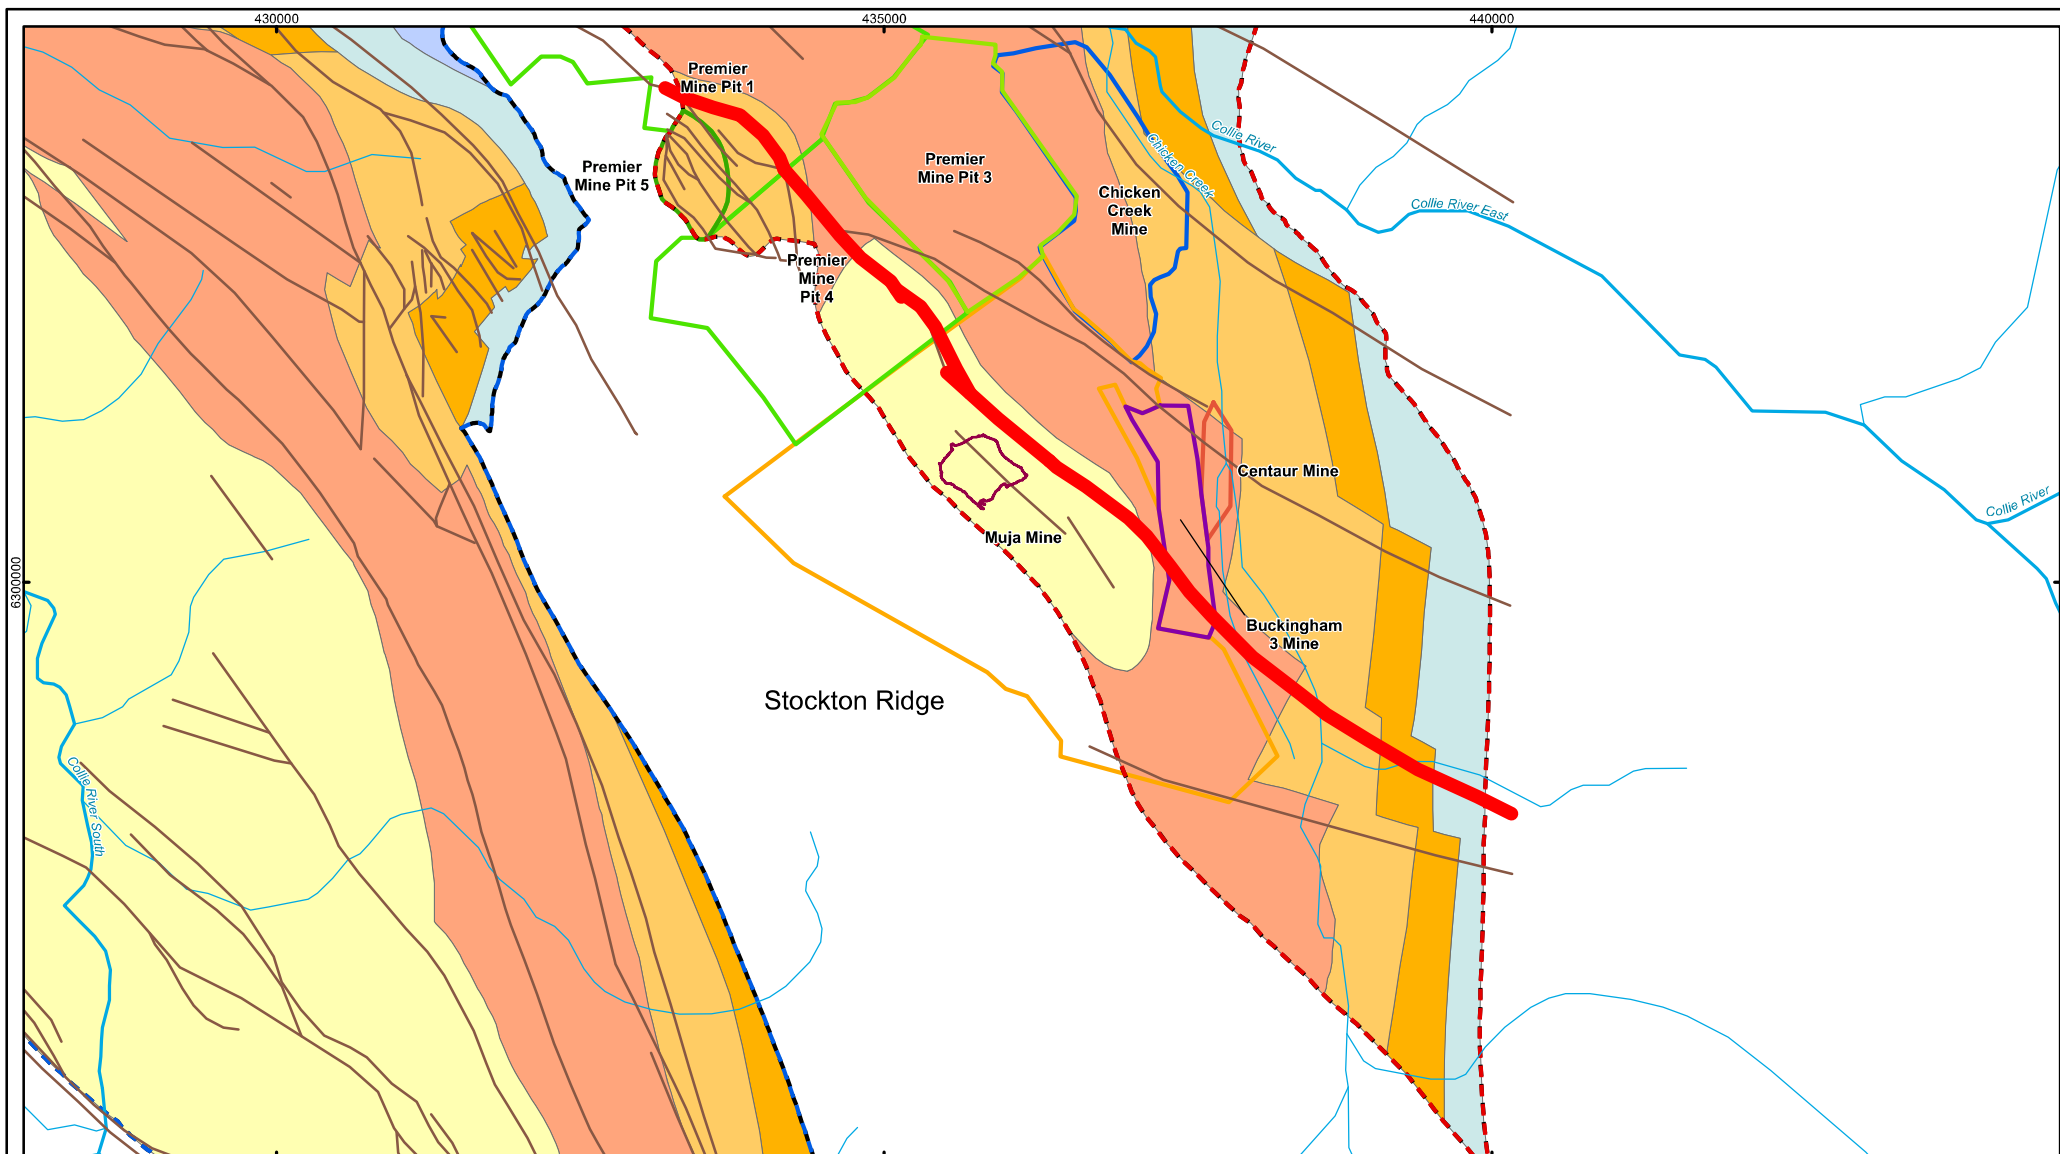 430000
435000
440000
Premier
Mine Pit 1
Premier
Mine Pit 5
Premier
Mine Pit 3
Collie River
Chicken Creek
Chicken
Creek
Mine
Collie River East
Premier
Mine
Pit 4
Centaur Mine
Collie River
Muja Mine
6300000
Buckingham
3 Mine
Stockton Ridge
Collie River South